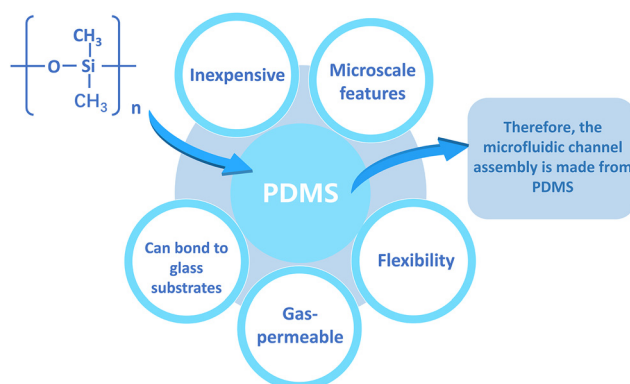 CH₃
O
Si
CH₃
n
Inexpensive
Microscale
features
PDMS
Therefore, the
microfluidic channel
assembly is made from
PDMS
Can bond to
glass
substrates
Flexibility
Gas-
permeable